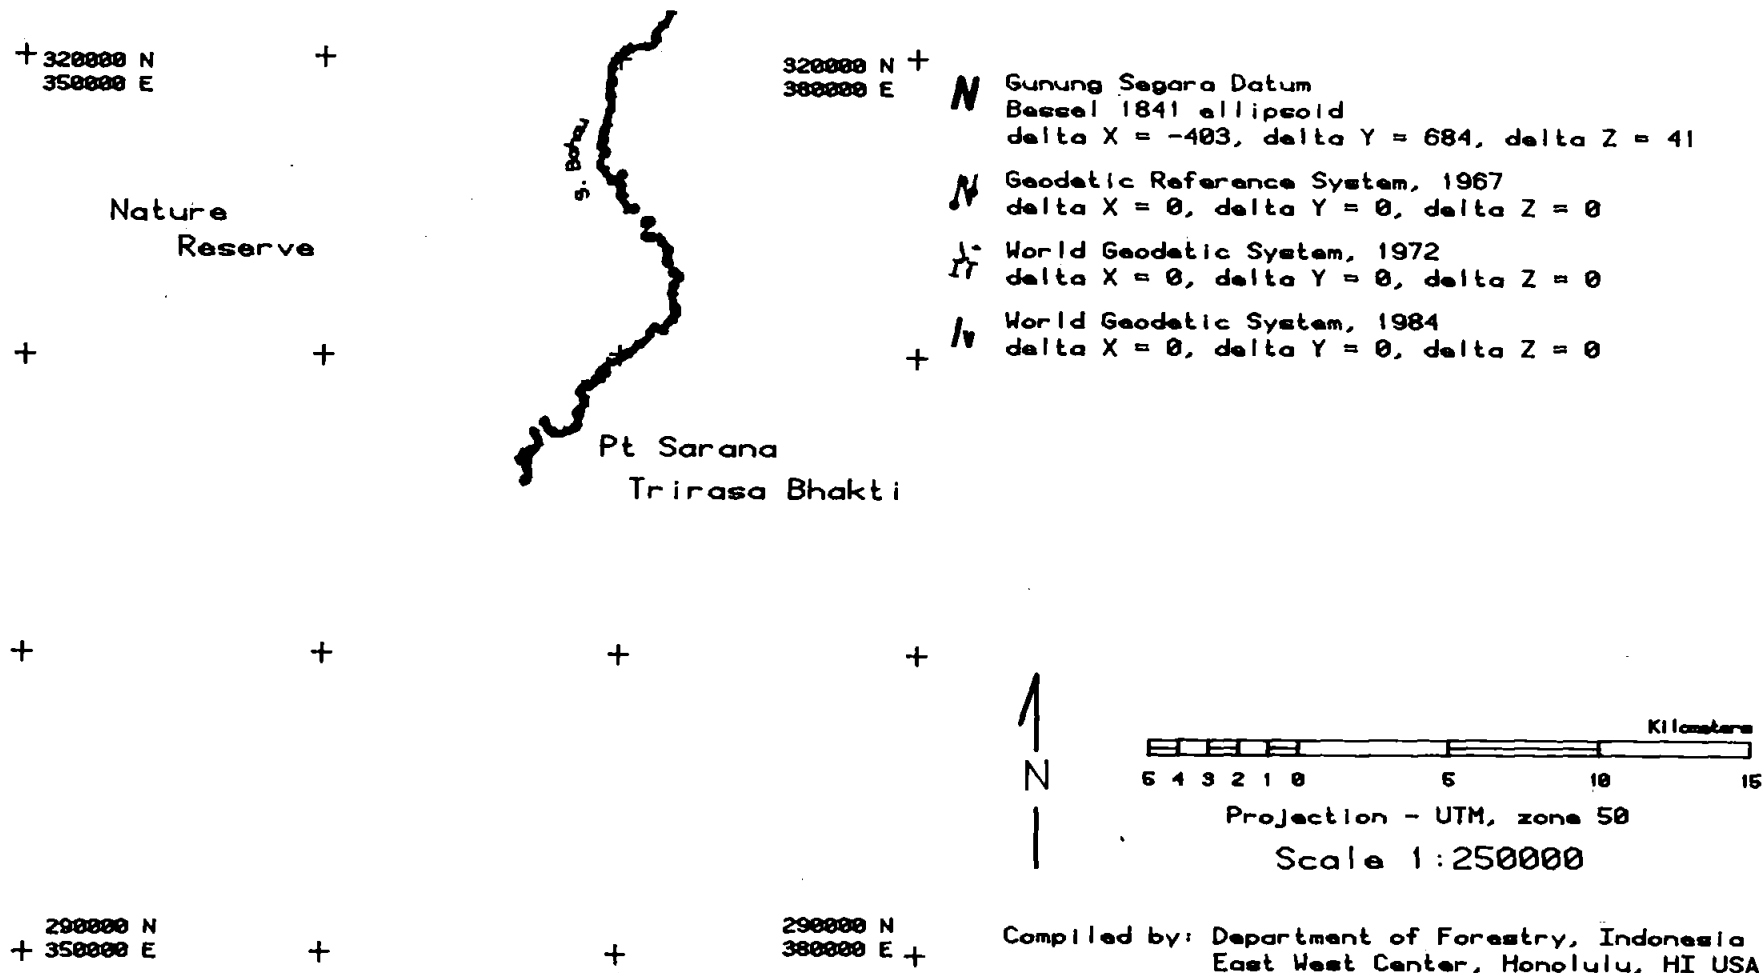 320000 N
350000 E
320000 N
380000 E
S. Bahau
Nature
Reserve
Pt Sarana
Trirasa Bhakti
290000 N
350000 E
290000 N
380000 E
Gunung Segara Datum
Bessel 1841 ellipsoid
delta X = -403, delta Y = 684, delta Z = 41
Geodetic Reference System, 1967
delta X = 0, delta Y = 0, delta Z = 0
World Geodetic System, 1972
delta X = 0, delta Y = 0, delta Z = 0
World Geodetic System, 1984
delta X = 0, delta Y = 0, delta Z = 0
N
Kilometers
5 4 3 2 1 0 5 10 15
Projection - UTM, zone 50
Scale 1:250000
Compiled by: Department of Forestry, Indonesia
East West Center, Honolulu, HI USA